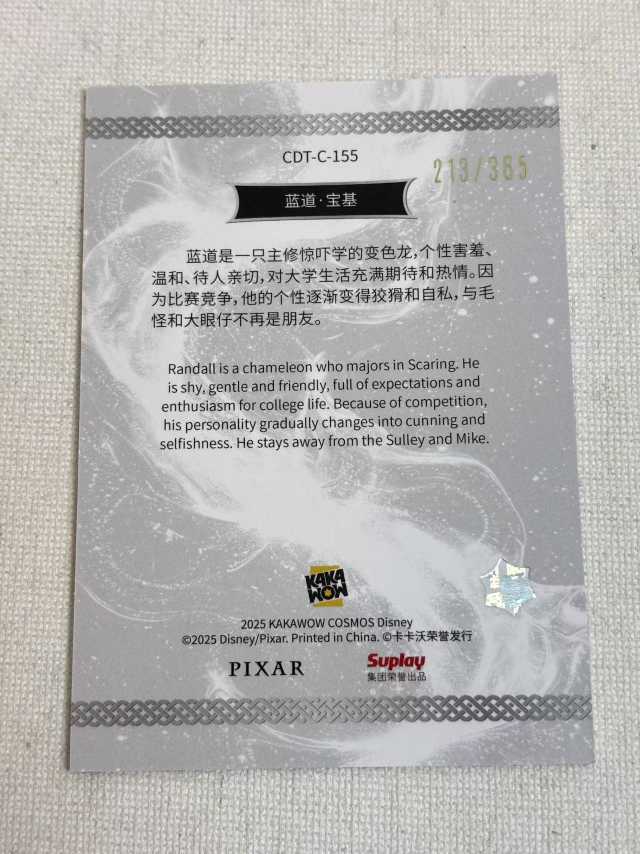 CDT-C-155
213/385
蓝道·宝基
蓝道是一只主修惊吓学的变色龙,个性害羞、
温和、待人亲切,对大学生活充满期待和热情。因
为比赛竞争,他的个性逐渐变得狡猾和自私,与毛
怪和大眼仔不再是朋友。
Randall is a chameleon who majors in Scaring. He
is shy, gentle and friendly, full of expectations and
enthusiasm for college life. Because of competition,
his personality gradually changes into cunning and
selfishness. He stays away from the Sulley and Mike.
KAKA
WOW
2025 KAKAWOW COSMOS Disney
©2025 Disney/Pixar. Printed in China. ©卡卡沃荣誉发行
PIXAR
Suplay
集团荣誉出品